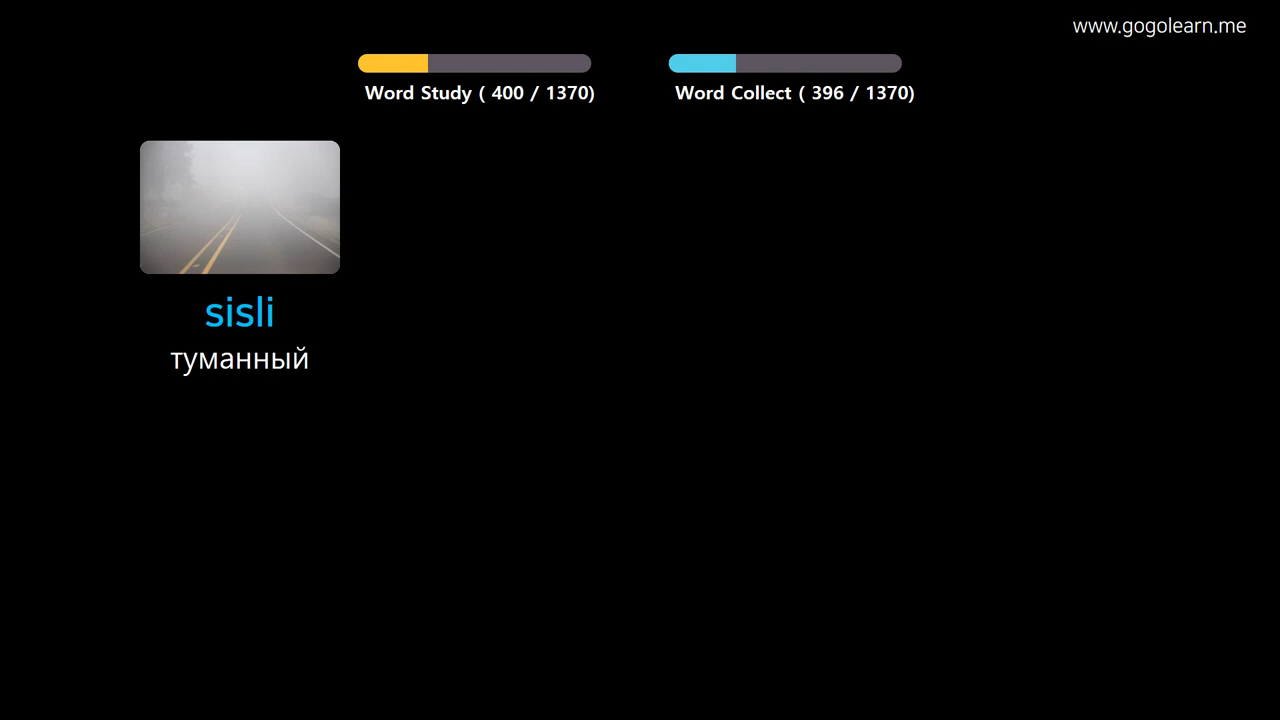 www.gogolearn.me
Word Study ( 400 / 1370)
Word Collect ( 396 / 1370)
sisli
туманный